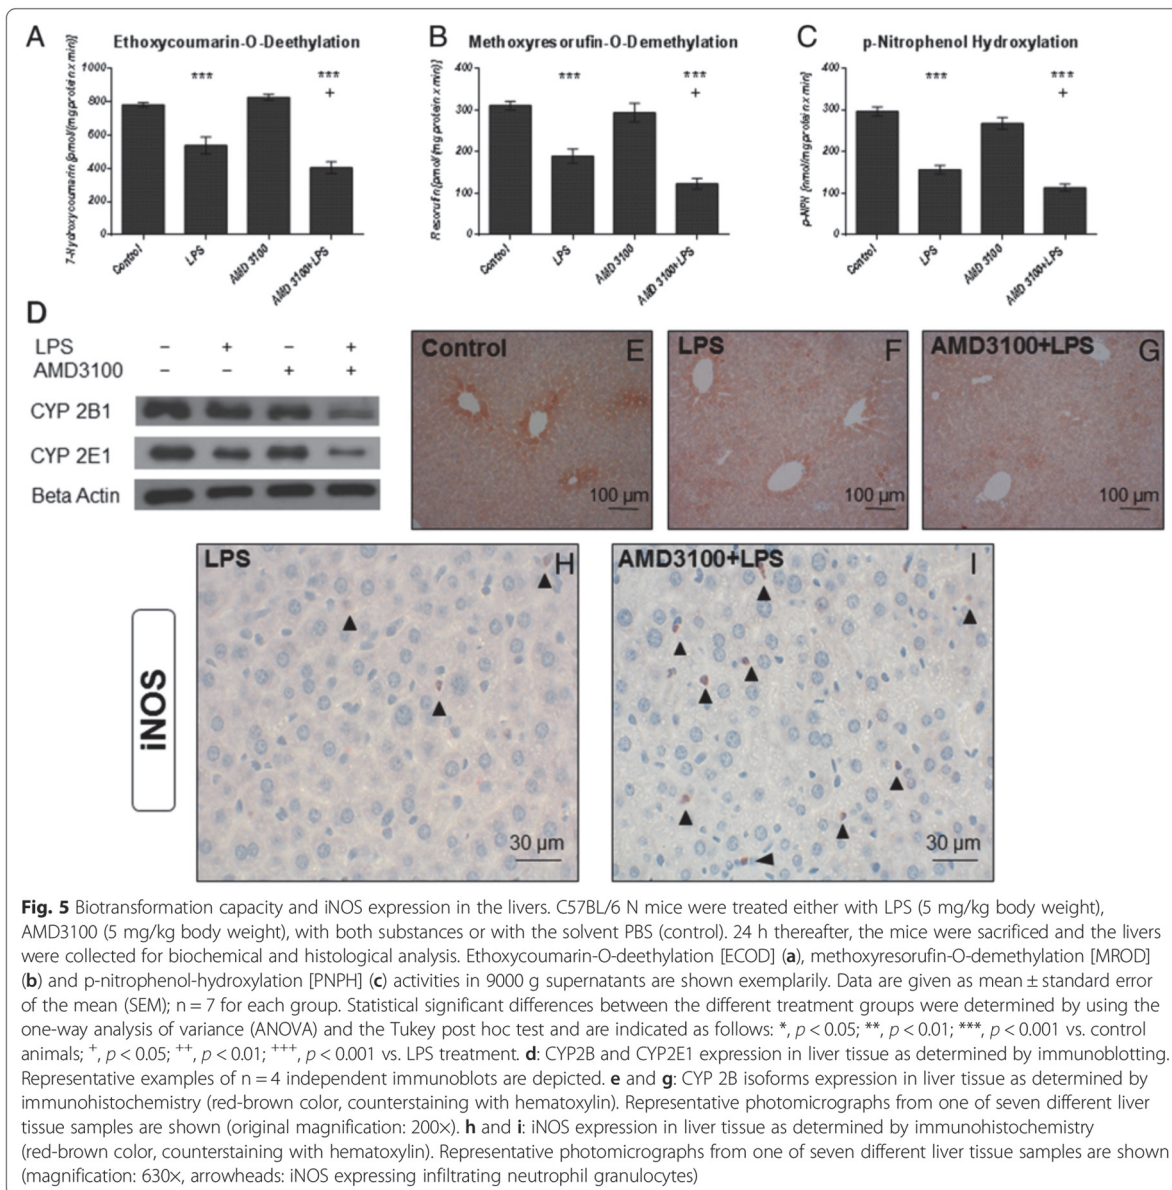 A
Ethoxycoumarin-O-Deethylation
7-Hydroxycoumarin [pmol/(mg protein x min)]
1000
800
600
400
200
0
***
***
+
Control
LPS
AMD 3100
AMD 3100+LPS
B
Methoxyresorufin-O-Demethylation
Resorufin [pmol/(mg protein x min)]
400
300
200
100
0
***
***
+
Control
LPS
AMD 3100
AMD 3100+LPS
C
p-Nitrophenol Hydroxylation
p-NPH [nmol/mg protein x min]
400
300
200
100
0
***
***
+
Control
LPS
AMD 3100
AMD 3100+LPS
D
LPS − + − +
AMD3100 − − + +
CYP 2B1
CYP 2E1
Beta Actin
Control E
100 µm
LPS F
100 µm
AMD3100+LPS G
100 µm
iNOS
LPS H
30 µm
AMD3100+LPS I
30 µm
Fig. 5 Biotransformation capacity and iNOS expression in the livers. C57BL/6 N mice were treated either with LPS (5 mg/kg body weight),
AMD3100 (5 mg/kg body weight), with both substances or with the solvent PBS (control). 24 h thereafter, the mice were sacrificed and the livers
were collected for biochemical and histological analysis. Ethoxycoumarin-O-deethylation [ECOD] (a), methoxyresorufin-O-demethylation [MROD]
(b) and p-nitrophenol-hydroxylation [PNPH] (c) activities in 9000 g supernatants are shown exemplarily. Data are given as mean ± standard error
of the mean (SEM); n = 7 for each group. Statistical significant differences between the different treatment groups were determined by using the
one-way analysis of variance (ANOVA) and the Tukey post hoc test and are indicated as follows: *, p < 0.05; **, p < 0.01; ***, p < 0.001 vs. control
animals; +, p < 0.05; ++, p < 0.01; +++, p < 0.001 vs. LPS treatment. d: CYP2B and CYP2E1 expression in liver tissue as determined by immunoblotting.
Representative examples of n = 4 independent immunoblots are depicted. e and g: CYP 2B isoforms expression in liver tissue as determined by
immunohistochemistry (red-brown color, counterstaining with hematoxylin). Representative photomicrographs from one of seven different liver
tissue samples are shown (original magnification: 200×). h and i: iNOS expression in liver tissue as determined by immunohistochemistry
(red-brown color, counterstaining with hematoxylin). Representative photomicrographs from one of seven different liver tissue samples are shown
(magnification: 630×, arrowheads: iNOS expressing infiltrating neutrophil granulocytes)